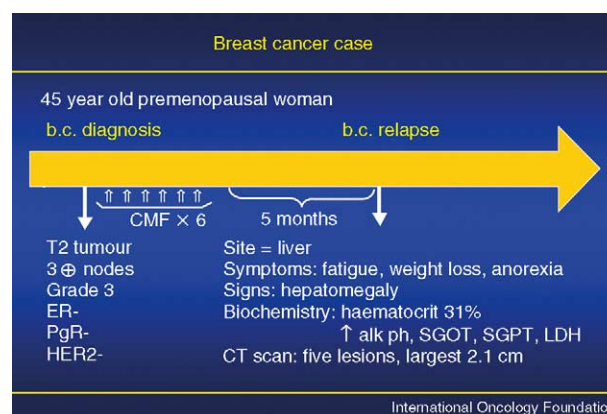 Breast cancer case
45 year old premenopausal woman
b.c. diagnosis
b.c. relapse
⇑ ⇑ ⇑ ⇑ ⇑ ⇑
CMF × 6
5 months
T2 tumour
3 ⊕ nodes
Grade 3
ER-
PgR-
HER2-
Site = liver
Symptoms: fatigue, weight loss, anorexia
Signs: hepatomegaly
Biochemistry: haematocrit 31%
↑ alk ph, SGOT, SGPT, LDH
CT scan: five lesions, largest 2.1 cm
International Oncology Foundatio